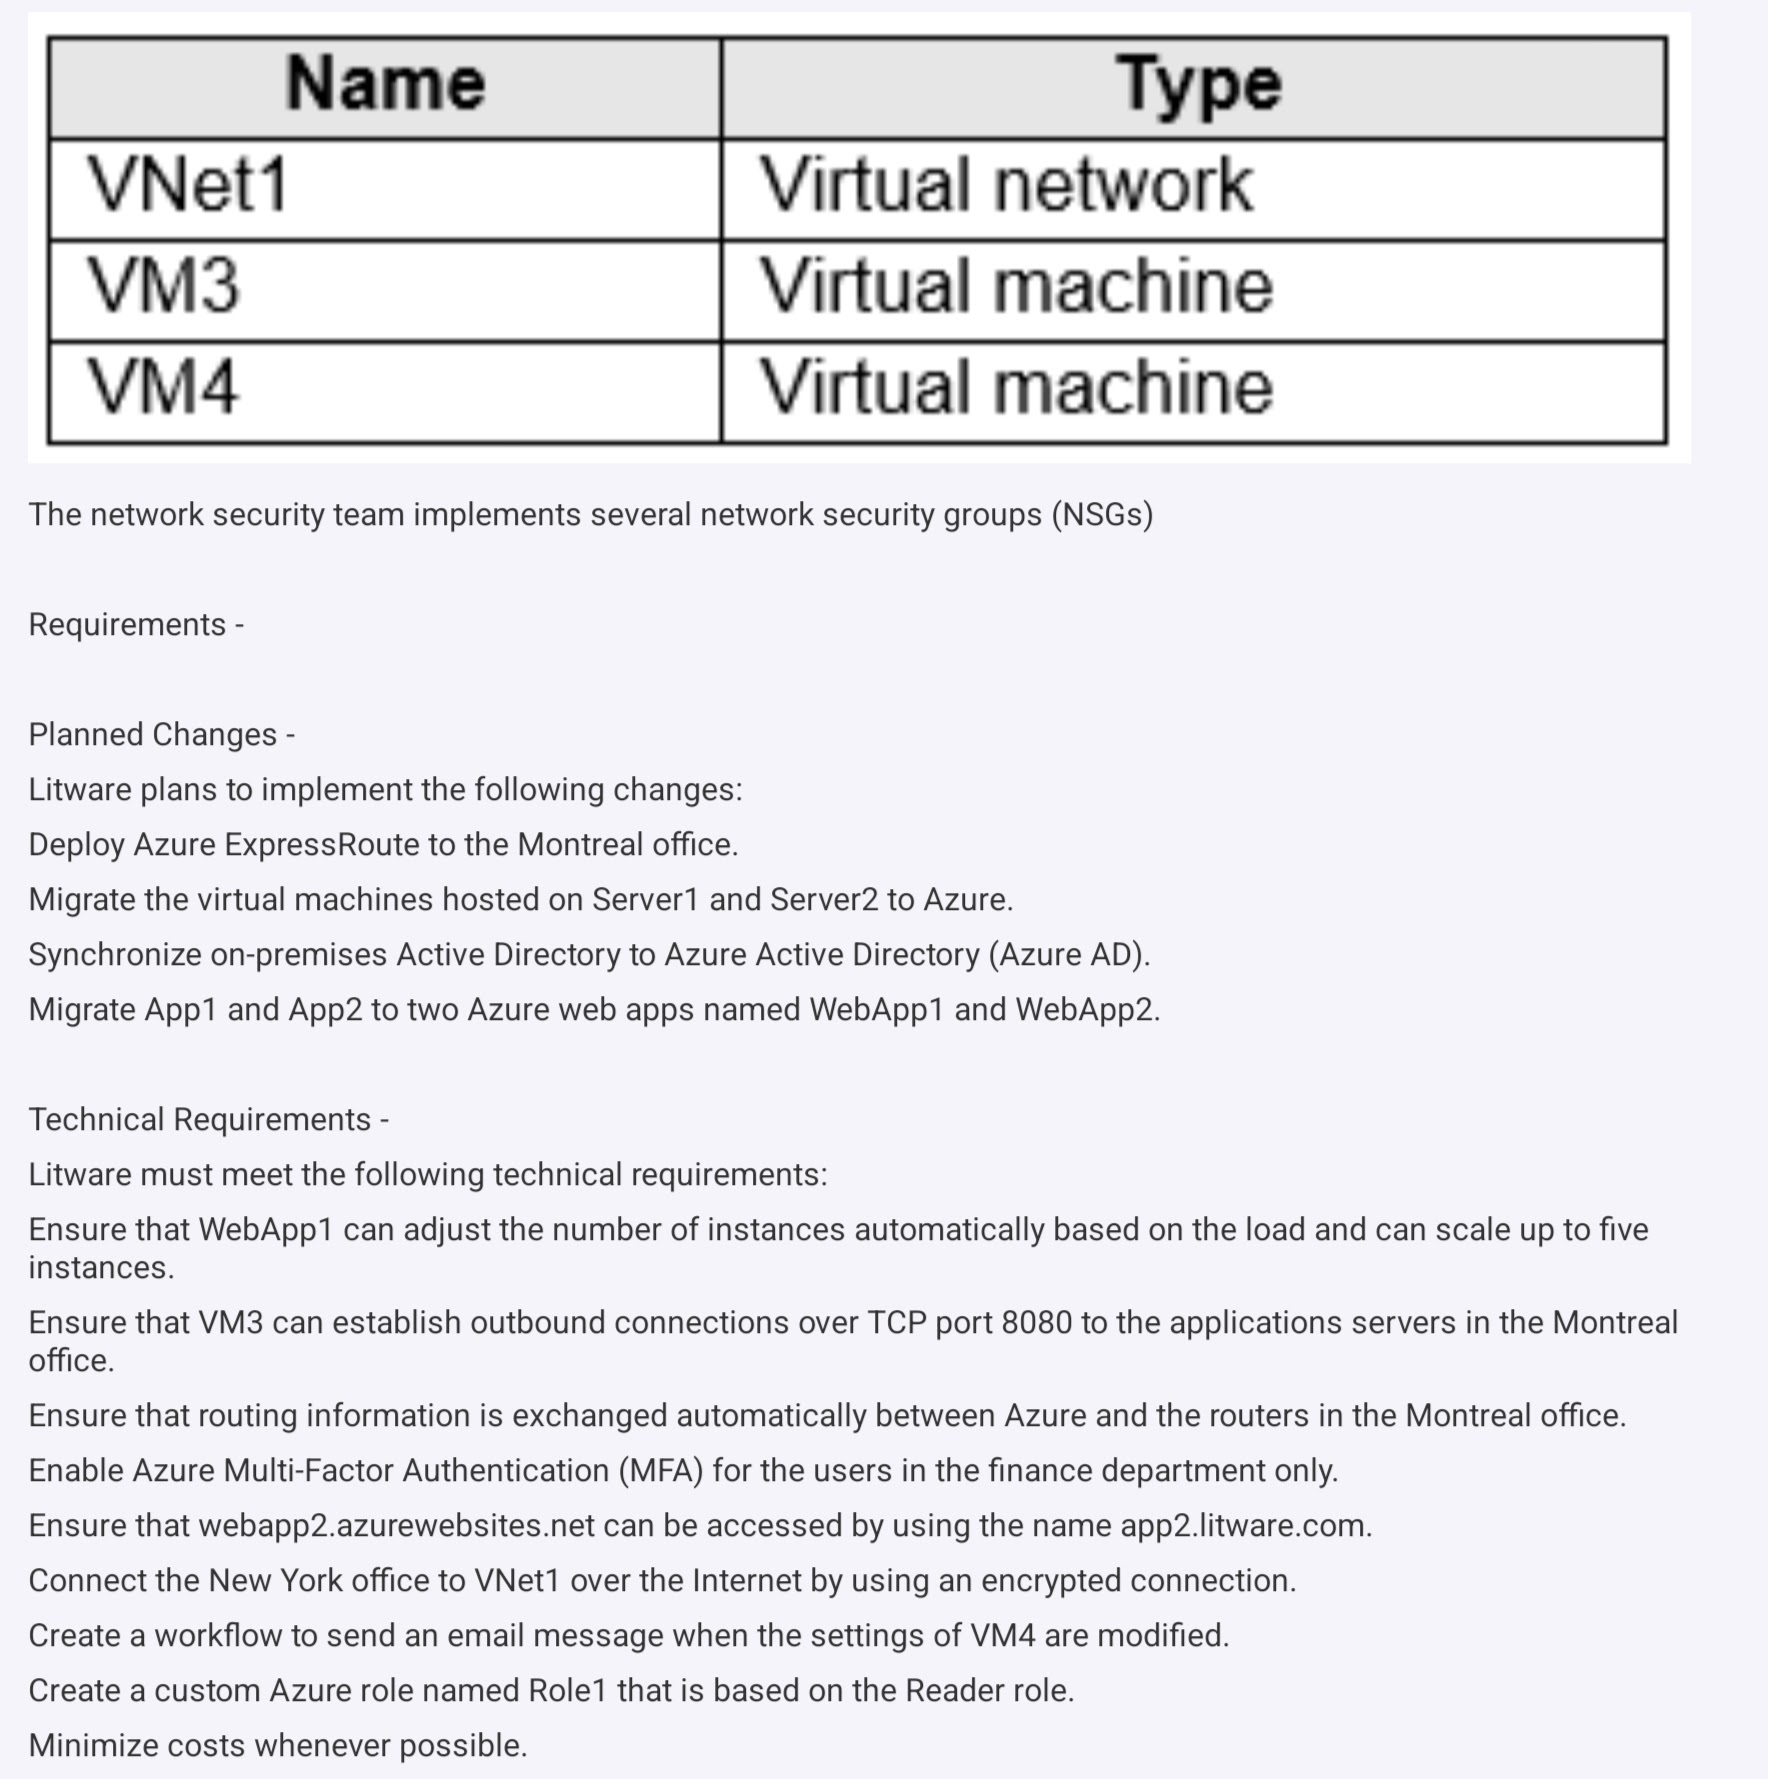 Name Type
VNet1 Virtual network
VM3 Virtual machine
VM4 Virtual machine
The network security team implements several network security groups (NSGs)
Requirements -
Planned Changes -
Litware plans to implement the following changes:
Deploy Azure ExpressRoute to the Montreal office.
Migrate the virtual machines hosted on Server1 and Server2 to Azure.
Synchronize on-premises Active Directory to Azure Active Directory (Azure AD).
Migrate App1 and App2 to two Azure web apps named WebApp1 and WebApp2.
Technical Requirements -
Litware must meet the following technical requirements:
Ensure that WebApp1 can adjust the number of instances automatically based on the load and can scale up to five
instances.
Ensure that VM3 can establish outbound connections over TCP port 8080 to the applications servers in the Montreal
office.
Ensure that routing information is exchanged automatically between Azure and the routers in the Montreal office.
Enable Azure Multi-Factor Authentication (MFA) for the users in the finance department only.
Ensure that webapp2.azurewebsites.net can be accessed by using the name app2.litware.com.
Connect the New York office to VNet1 over the Internet by using an encrypted connection.
Create a workflow to send an email message when the settings of VM4 are modified.
Create a custom Azure role named Role1 that is based on the Reader role.
Minimize costs whenever possible.